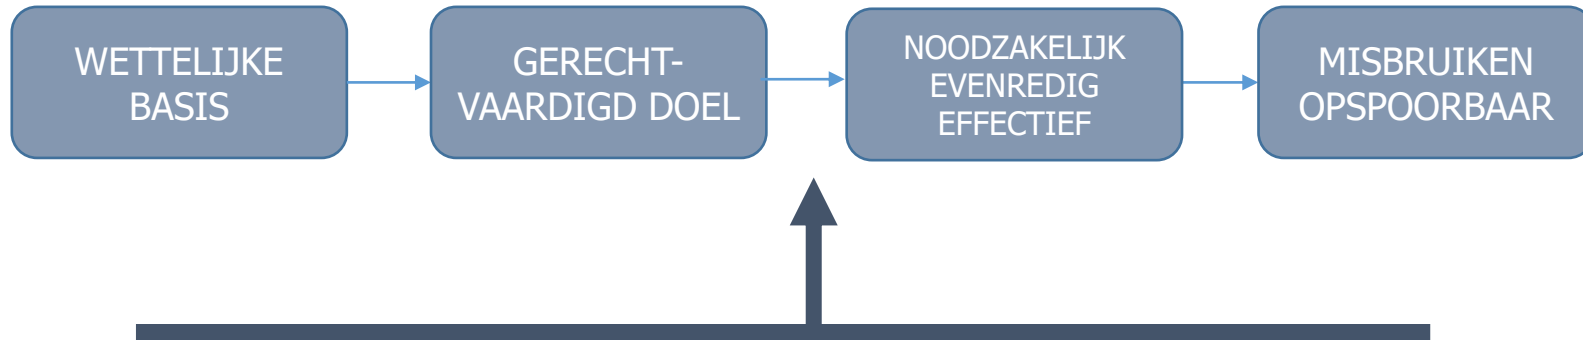 WETTELIJKE
BASIS
GERECHT-
VAARDIGD DOEL
NOODZAKELIJK
EVENREDIG
EFFECTIEF
MISBRUIKEN
OPSPOORBAAR